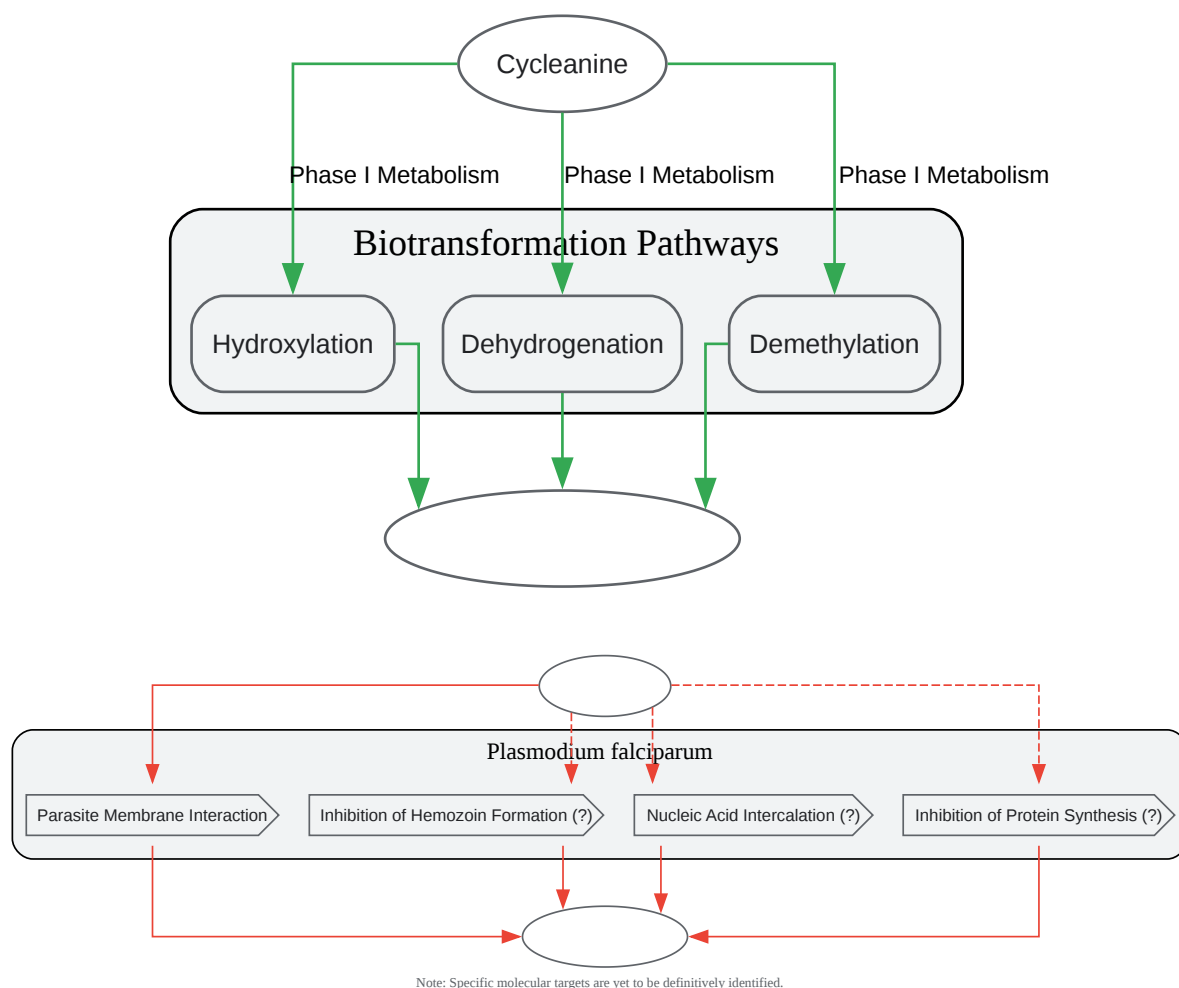 Cycleanine
Phase I Metabolism
Phase I Metabolism
Phase I Metabolism
Biotransformation Pathways
Hydroxylation
Dehydrogenation
Demethylation
Plasmodium falciparum
Parasite Membrane Interaction
Inhibition of Hemozoin Formation (?)
Nucleic Acid Intercalation (?)
Inhibition of Protein Synthesis (?)
Note: Specific molecular targets are yet to be definitively identified.